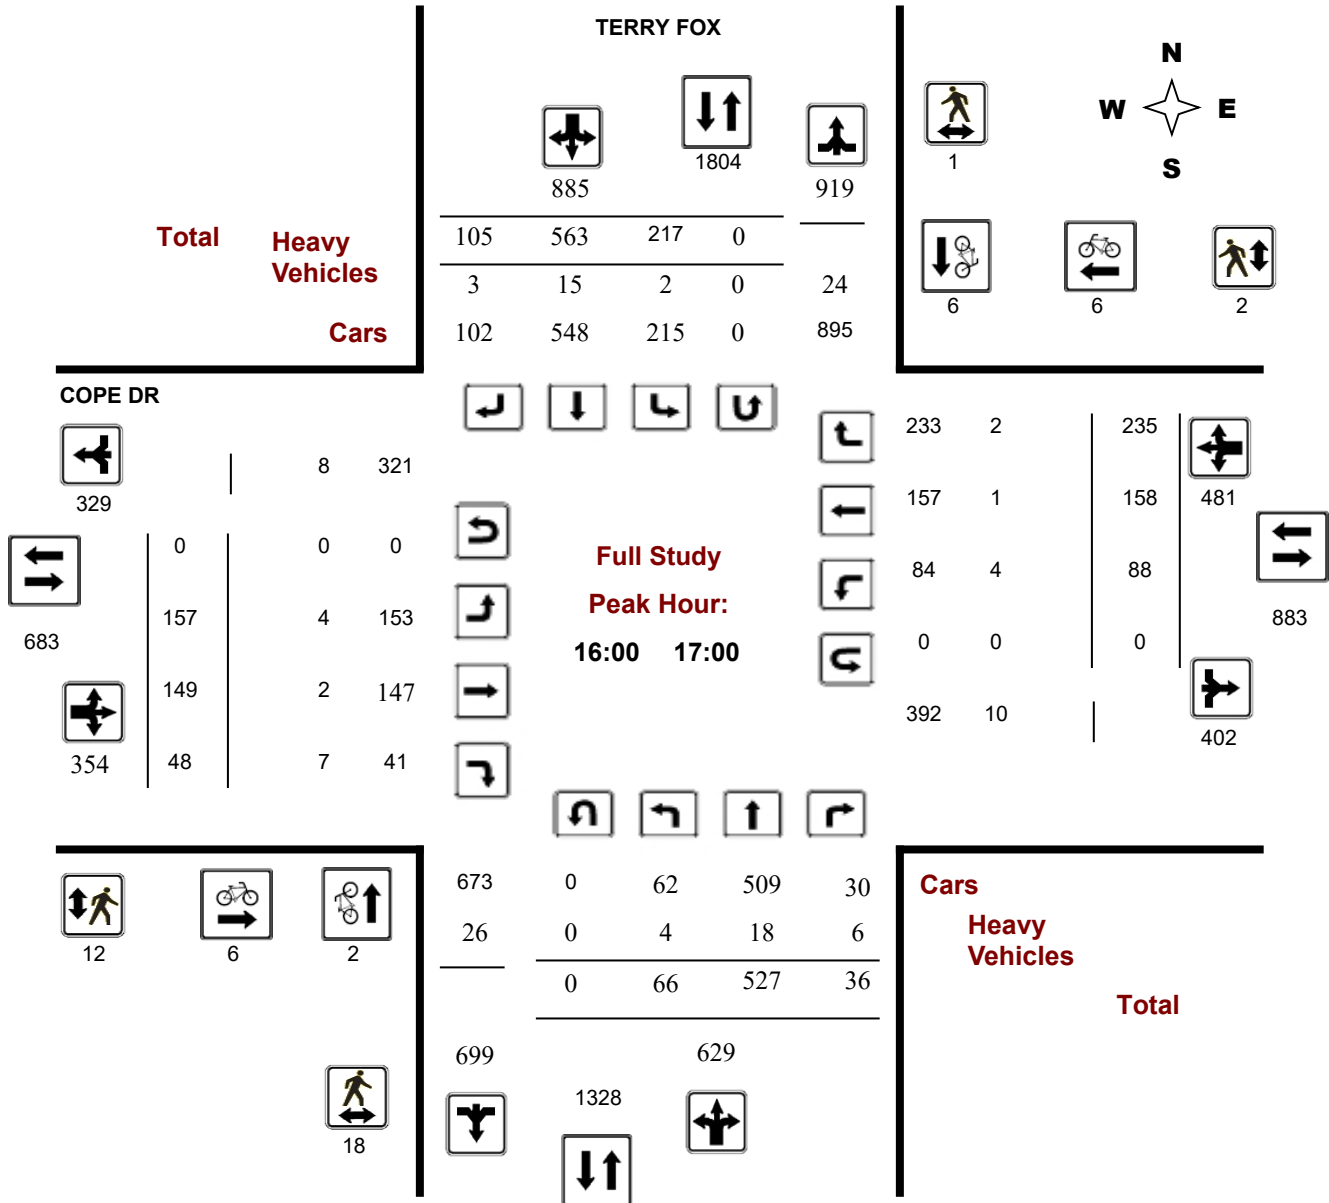 TERRY FOX
N
W E
S
1804
1
885
919
Total
Heavy
Vehicles
Cars
105 563 217 0
3 15 2 0 24
102 548 215 0 895
6 6 2
COPE DR
329
8 321
0 0 0
683
157 4 153
149 2 147
354 48 7 41
Full Study
Peak Hour:
16:00 17:00
233 2 235
157 1 158 481
84 4 88
883
0 0 0
392 10
402
12 6 2
673 0 62 509 30
26 0 4 18 6
0 66 527 36
Cars
Heavy
Vehicles
Total
699 629
1328
18